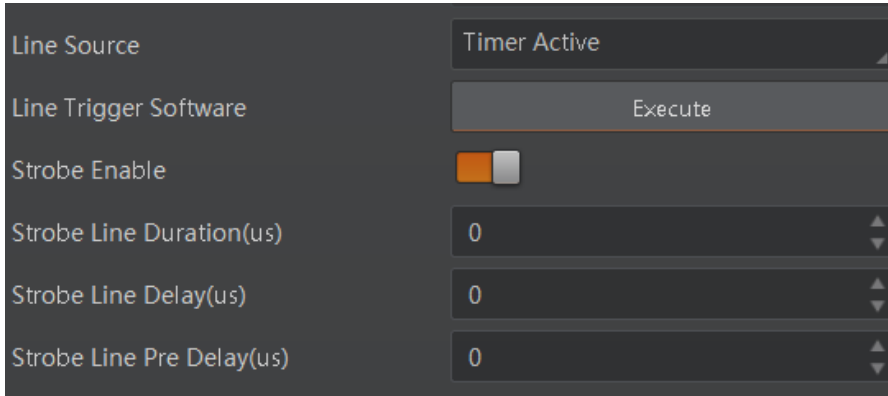 Line Source Timer Active
Line Trigger Software Execute
Strobe Enable
Strobe Line Duration(us) 0
Strobe Line Delay(us) 0
Strobe Line Pre Delay(us) 0